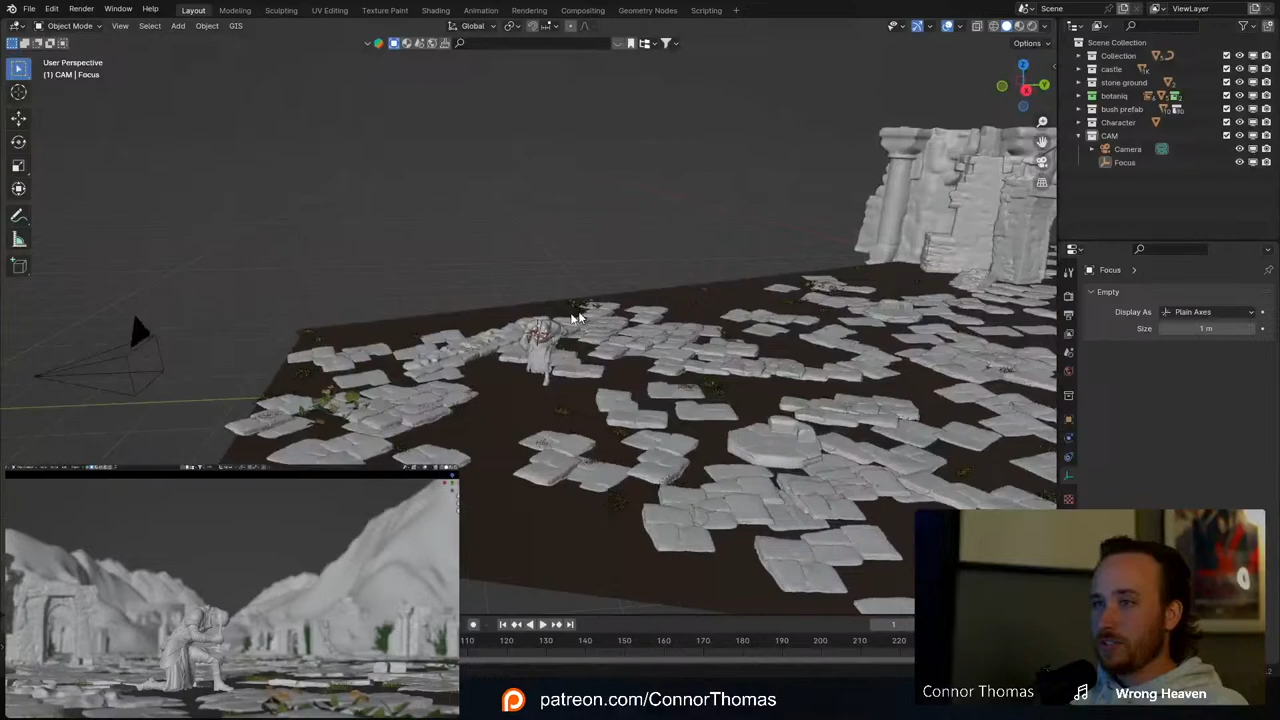 File Edit Render Window Help Layout Modeling Sculpting UV Editing Texture Paint Shading Animation Rendering Compositing Geometry Nodes Scripting + Scene ViewLayer
Object Mode View Select Add Object GIS Global
Options
User Perspective
(1) CAM | Focus
Scene Collection
Collection
castle
stone ground
botaniq
bush prefab
Character
CAM
Camera
Focus
Focus
Empty
Display As Plain Axes
Size 1 m
1
110 120 130 140 150 160 170 180 190 200 210 220
patreon.com/ConnorThomas
Connor Thomas
Wrong Heaven